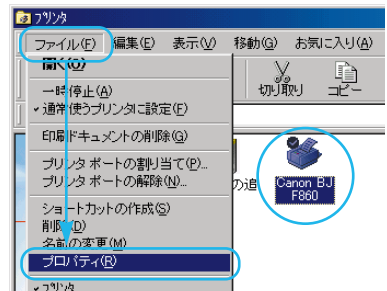 プリンタ
ファイル(F) 編集(E) 表示(V) 移動(G) お気に入り(A)
開く(O)
切り取り コピー
一時停止(A)
通常使うプリンタに設定(F)
印刷ドキュメントの削除(G)
プリンタ ポートの割り当て(P)...
プリンタ ポートの解除(N)...
の追
Canon BJ
F860
ショートカットの作成(S)
削除(D)
名前の変更(M)
プロパティ(R)
プリンタ